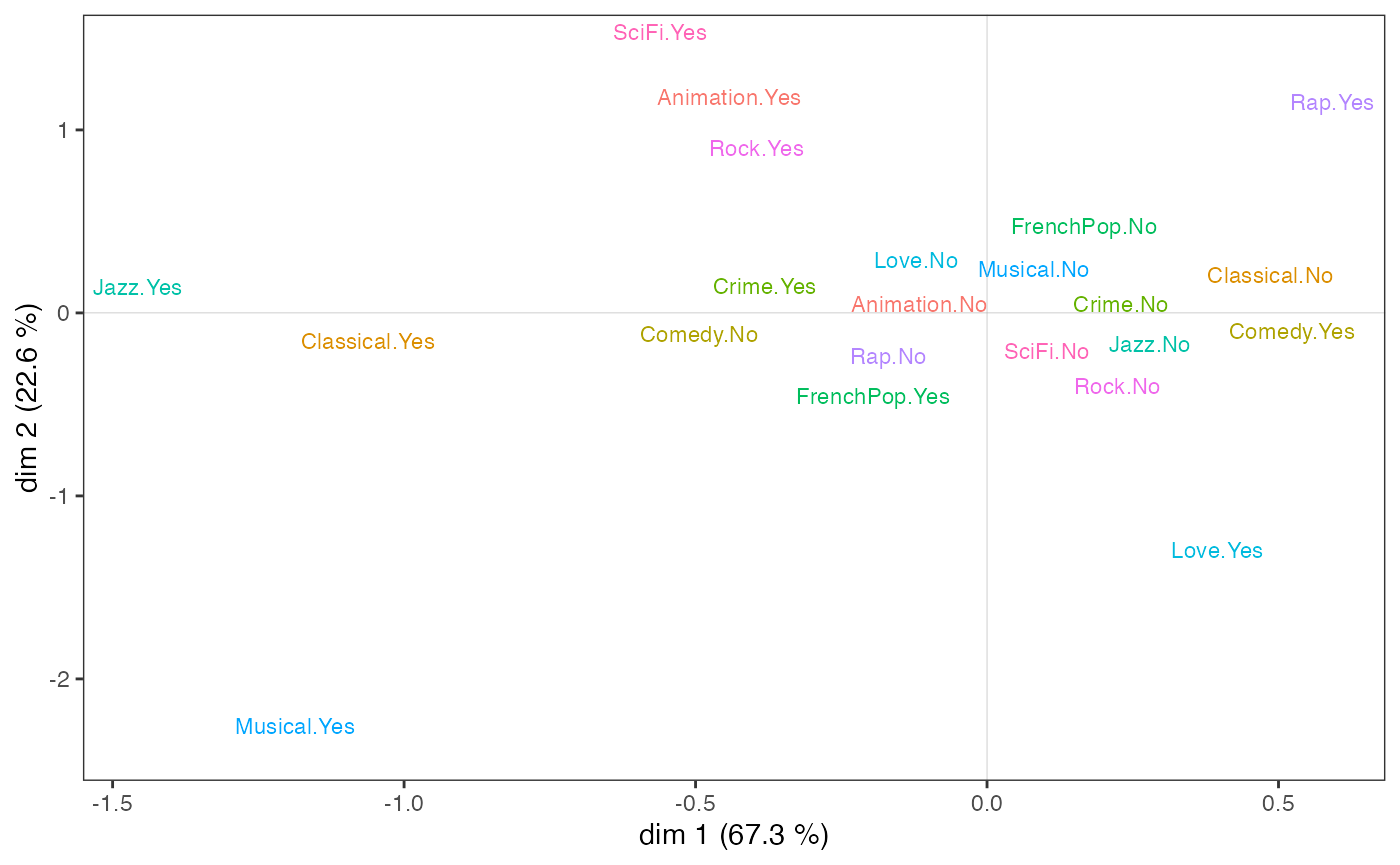 SciFi.Yes
Animation.Yes
Rap.Yes
1
Rock.Yes
FrenchPop.No
Love.No
Musical.No
Classical.No
Jazz.Yes
Crime.Yes
Animation.No
Crime.No
0
Classical.Yes
Comedy.No
Comedy.Yes
Rap.No
SciFi.No
Jazz.No
Rock.No
FrenchPop.Yes
dim 2 (22.6 %)
-1
Love.Yes
-2
Musical.Yes
-1.5 -1.0 -0.5 0.0 0.5
dim 1 (67.3 %)